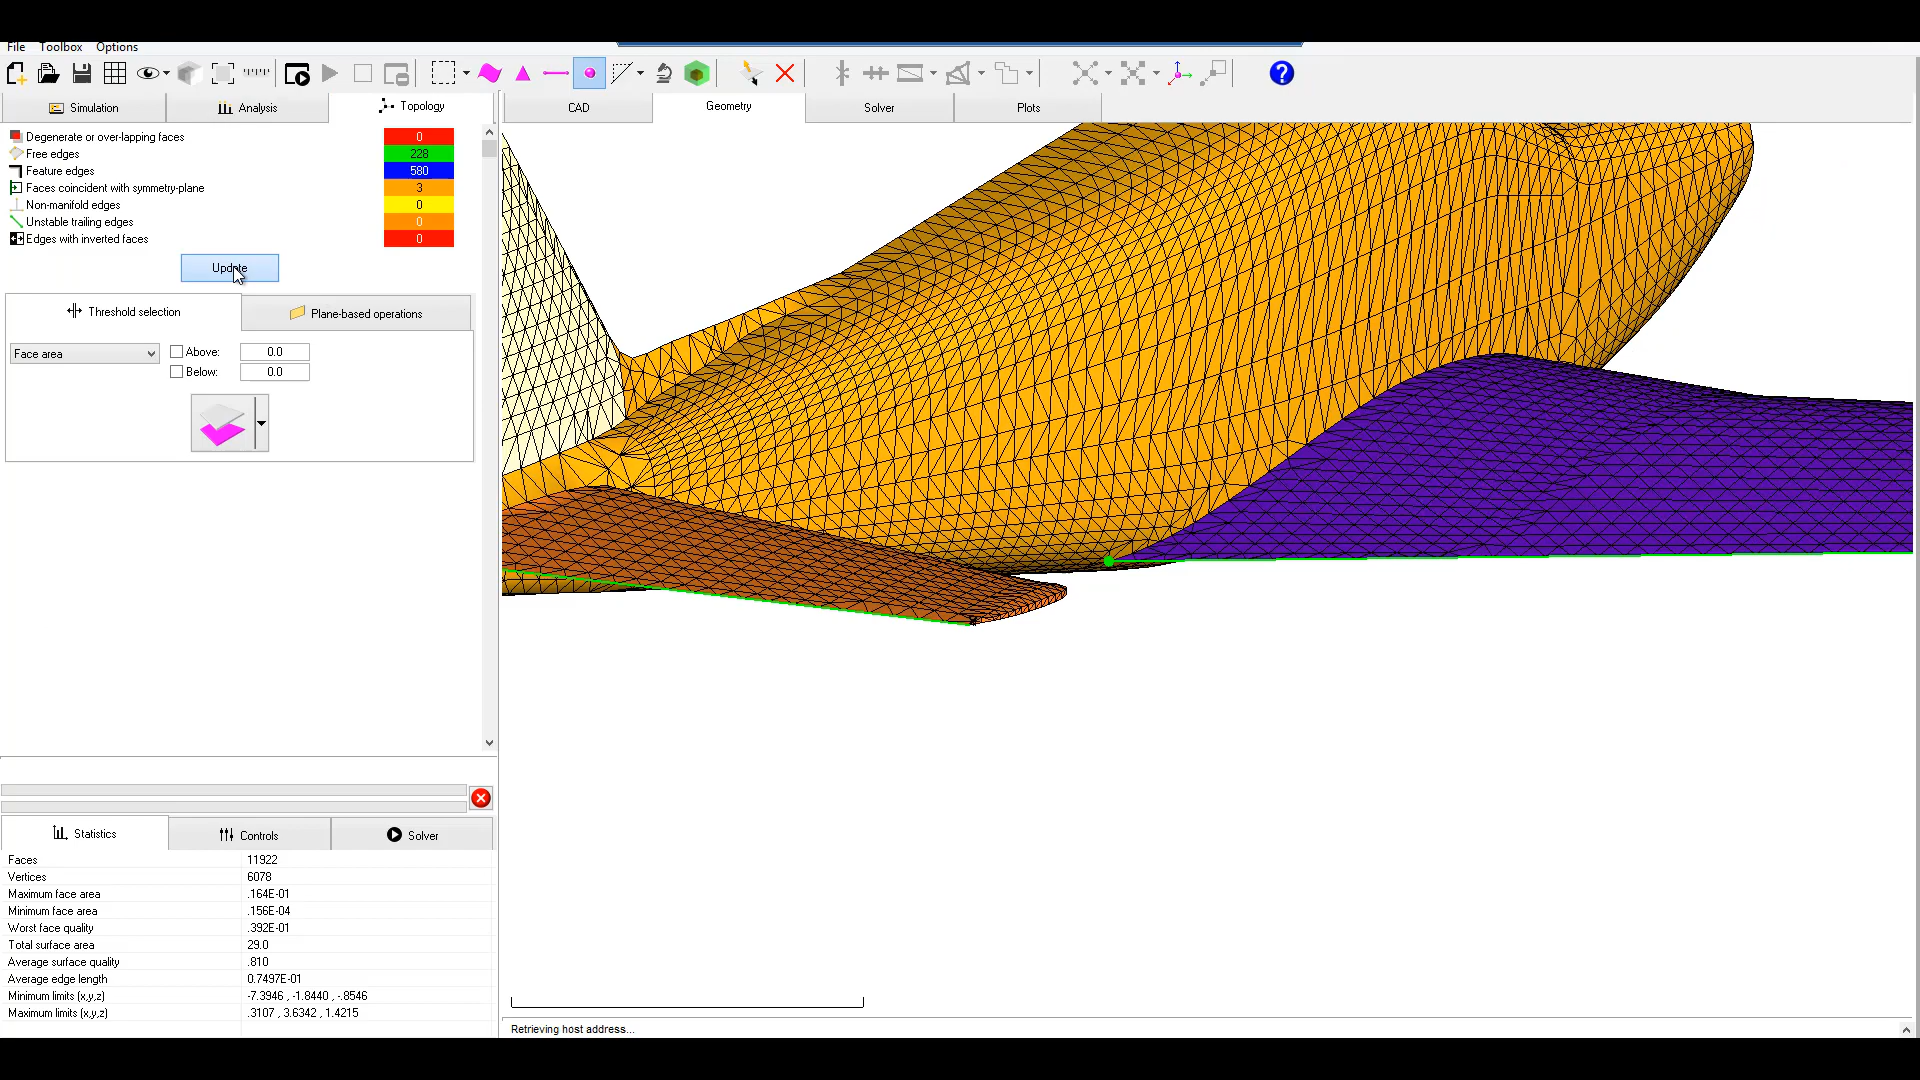 File Toolbox Options
Simulation Analysis Topology CAD Geometry Solver Plots
Degenerate or over-lapping faces 0
Free edges 228
Feature edges 580
Faces coincident with symmetry-plane 3
Non-manifold edges 0
Unstable trailing edges 0
Edges with inverted faces 0
Update
Threshold selection Plane-based operations
Face area Above: 0.0
Below: 0.0
Statistics Controls Solver
Faces 11922
Vertices 6078
Maximum face area .164E-01
Minimum face area .156E-04
Worst face quality .392E-01
Total surface area 29.0
Average surface quality .810
Average edge length 0.7497E-01
Minimum limits (x,y,z) -7.3946 , -1.8440 , -.8546
Maximum limits (x,y,z) .3107 , 3.6342 , 1.4215
Retrieving host address...